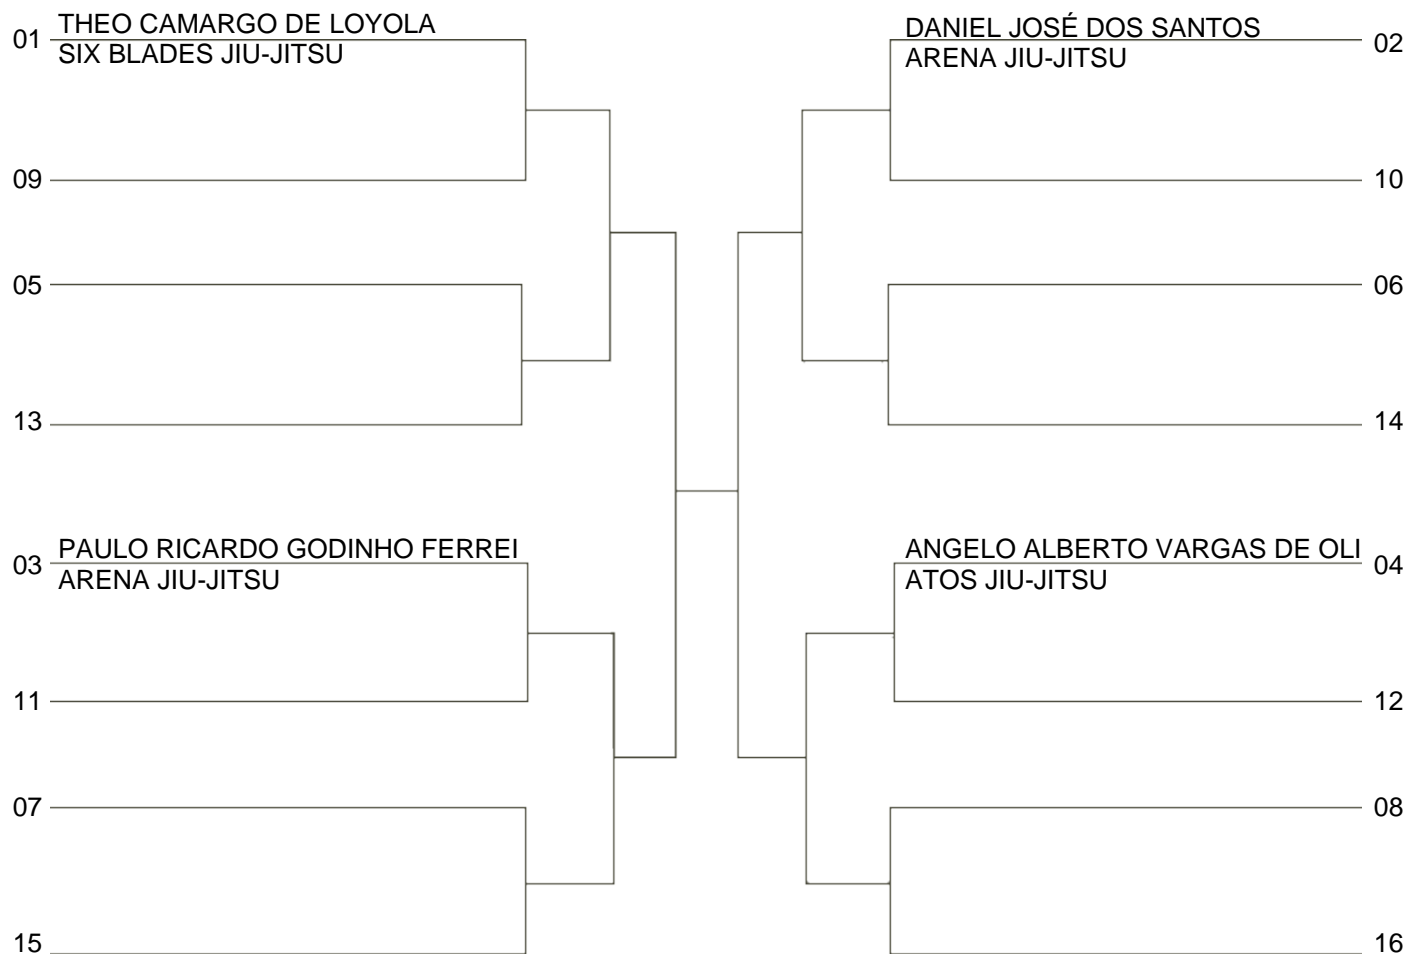 01 THEO CAMARGO DE LOYOLA
SIX BLADES JIU-JITSU
09
05
13
03 PAULO RICARDO GODINHO FERREI
ARENA JIU-JITSU
11
07
15
DANIEL JOSÉ DOS SANTOS 02
ARENA JIU-JITSU
10
06
14
ANGELO ALBERTO VARGAS DE OLI 04
ATOS JIU-JITSU
12
08
16